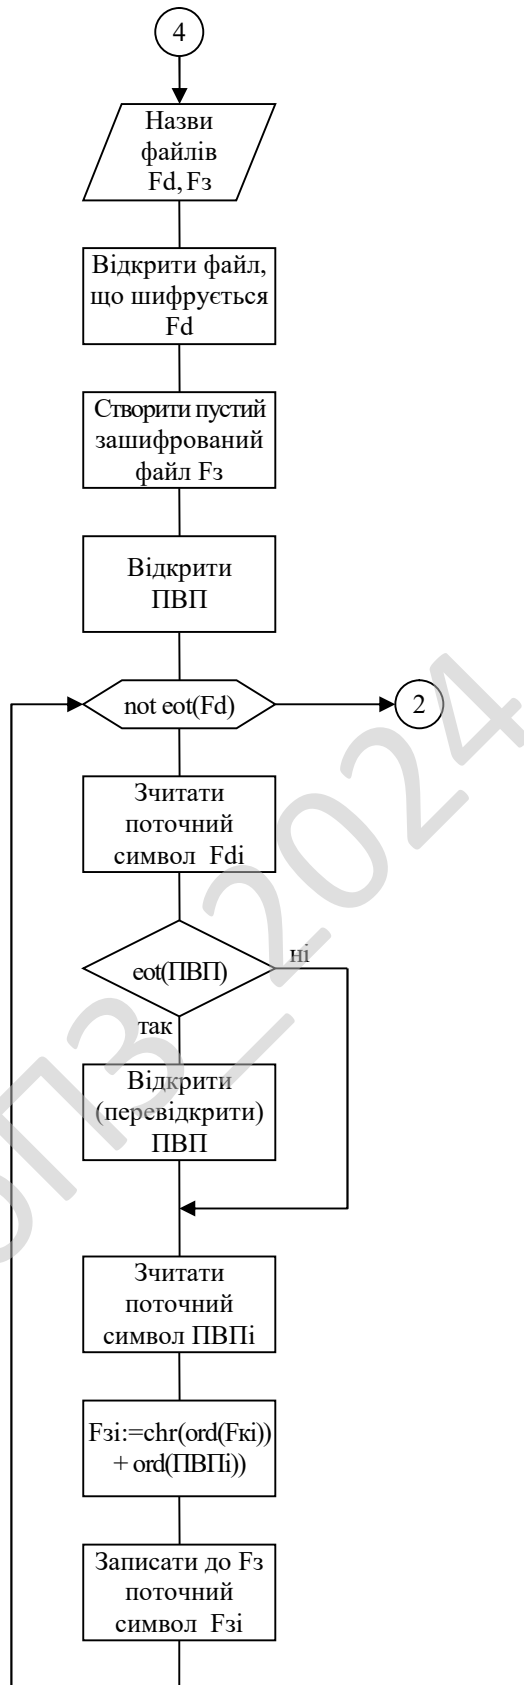 4
Назви
файлів
Fd, Fз
Відкрити файл,
що шифрується
Fd
Створити пустий
зашифрований
файл Fз
Відкрити
ПВП
not eot(Fd)
2
Зчитати
поточний
символ Fdi
eot(ПВП)
ні
так
Відкрити
(перевідкрити)
ПВП
Зчитати
поточний
символ ПВПі
Fзі:=chr(ord(Fкі))
+ ord(ПВПі))
Записати до Fз
поточний
символ Fзі
ПЗ_2024